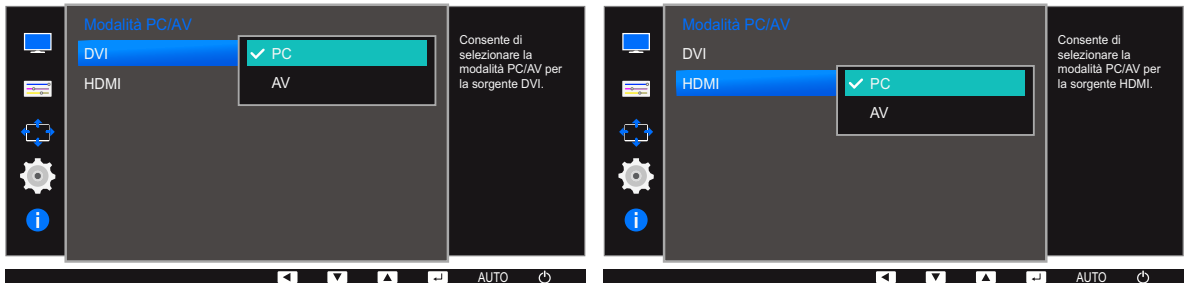 Modalità PC/AV
DVI
PC
HDMI
AV
Consente di
selezionare la
modalità PC/AV per
la sorgente DVI.
AUTO
Modalità PC/AV
DVI
HDMI
PC
AV
Consente di
selezionare la
modalità PC/AV per
la sorgente HDMI.
AUTO